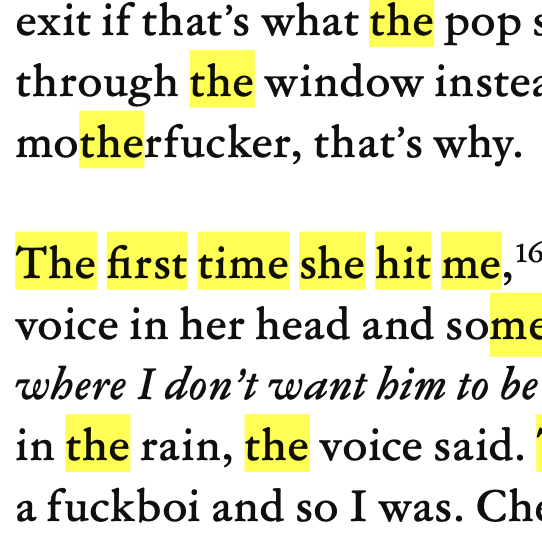 exit if that’s what the pop s
through the window instea
motherfucker, that’s why.
The first time she hit me,16
voice in her head and some
where I don’t want him to be
in the rain, the voice said.
a fuckboi and so I was. Che